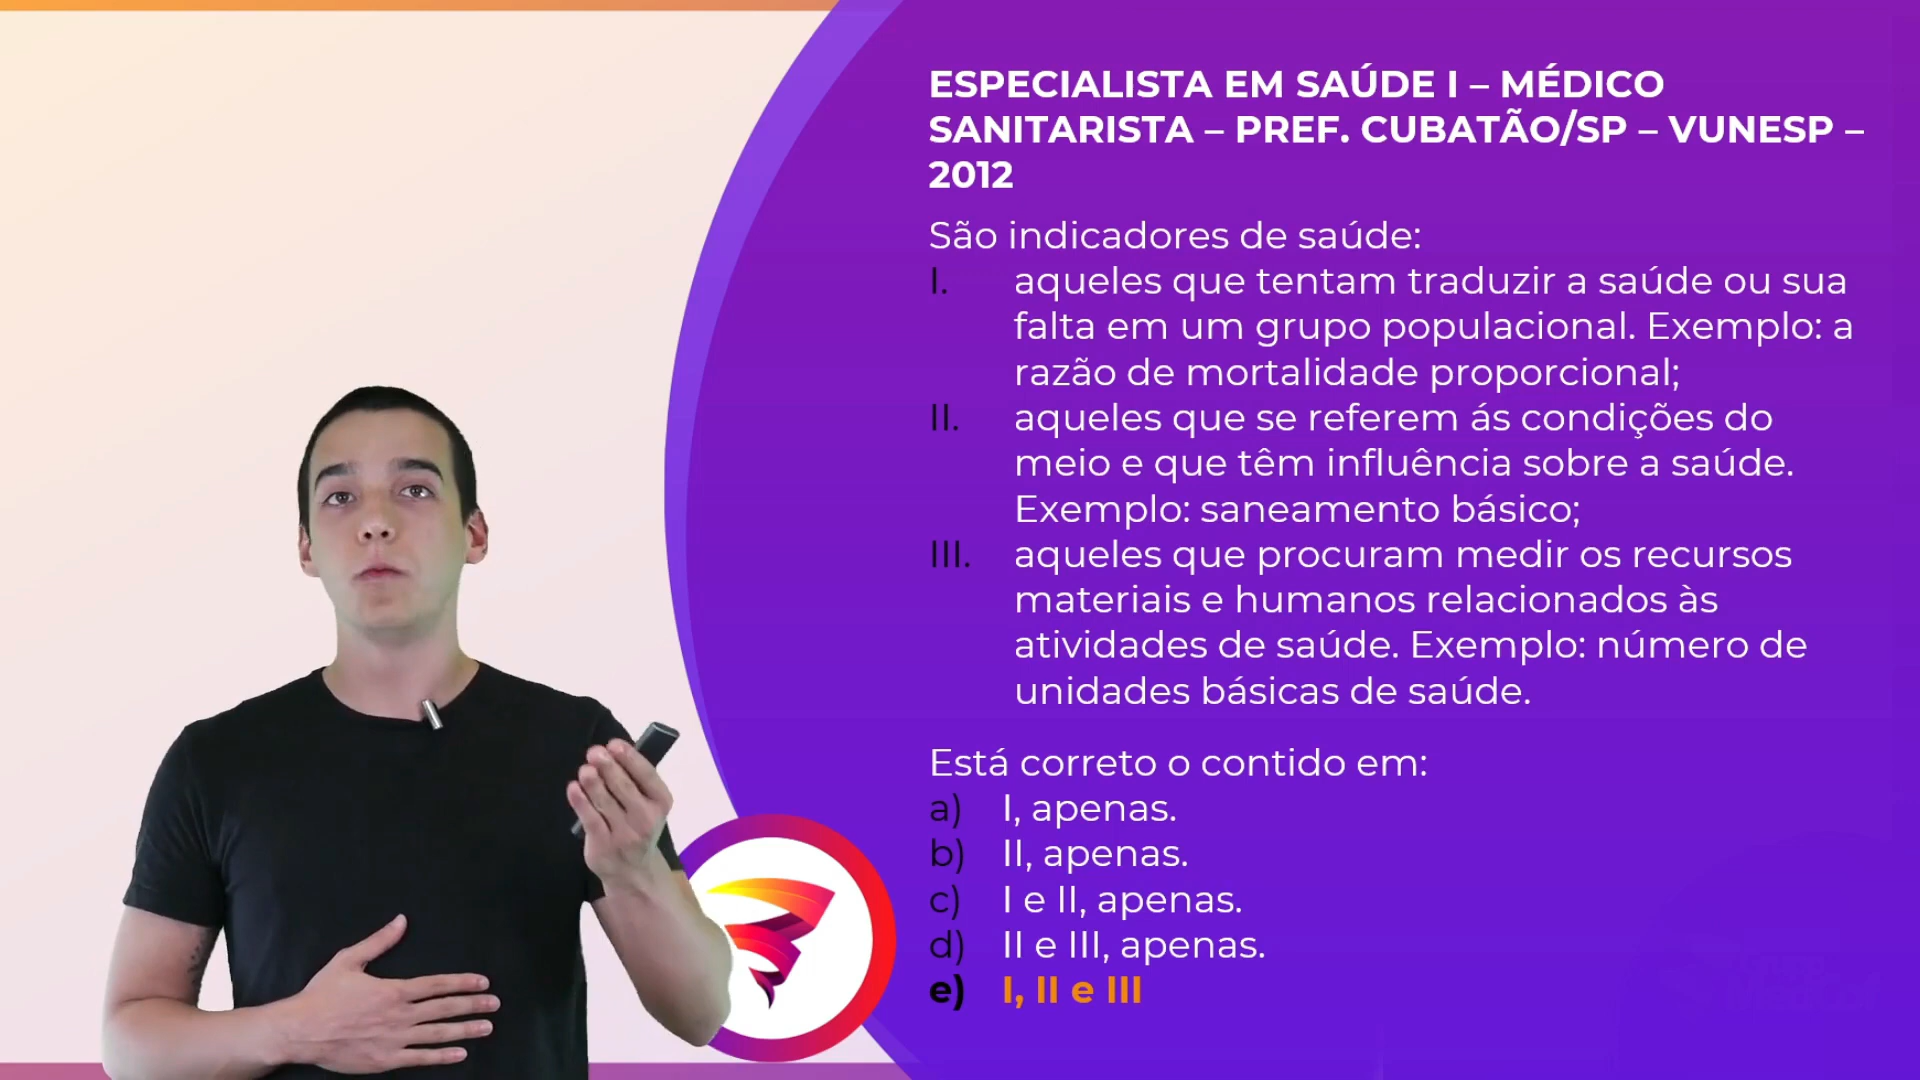 ESPECIALISTA EM SAÚDE I – MÉDICO
SANITARISTA – PREF. CUBATÃO/SP – VUNESP –
2012
São indicadores de saúde:
I. aqueles que tentam traduzir a saúde ou sua
falta em um grupo populacional. Exemplo: a
razão de mortalidade proporcional;
II. aqueles que se referem ás condições do
meio e que têm influência sobre a saúde.
Exemplo: saneamento básico;
III. aqueles que procuram medir os recursos
materiais e humanos relacionados às
atividades de saúde. Exemplo: número de
unidades básicas de saúde.
Está correto o contido em:
a) I, apenas.
b) II, apenas.
c) I e II, apenas.
d) II e III, apenas.
e) I, II e III